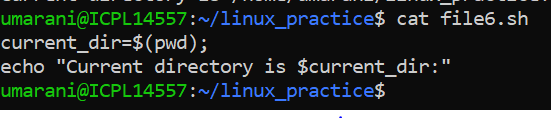 umarani@ICPL14557:~/linux_practice$ cat file6.sh
current_dir=$(pwd);
echo "Current directory is $current_dir:"
umarani@ICPL14557:~/linux_practice$